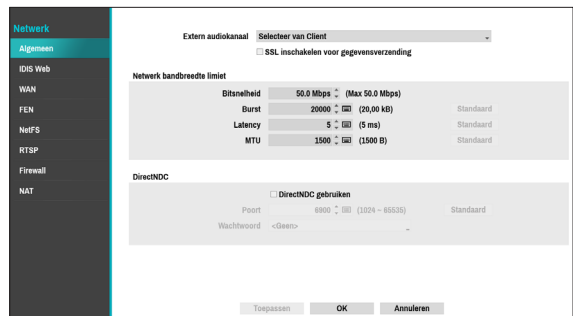 Netwerk
Algemeen
IDIS Web
WAN
FEN
NetFS
RTSP
Firewall
NAT
Extern audiokanaal Selecteer van Client
SSL inschakelen voor gegevensverzending
Netwerk bandbreedte limiet
Bitsnelheid 50.0 Mbps (Max 50.0 Mbps)
Burst 20000 (20,00 kB) Standaard
Latency 5 (5 ms) Standaard
MTU 1500 (1500 B) Standaard
DirectNDC
DirectNDC gebruiken
Poort 6900 (1024 ~ 65535) Standaard
Wachtwoord <Geen>
Toepassen OK Annuleren